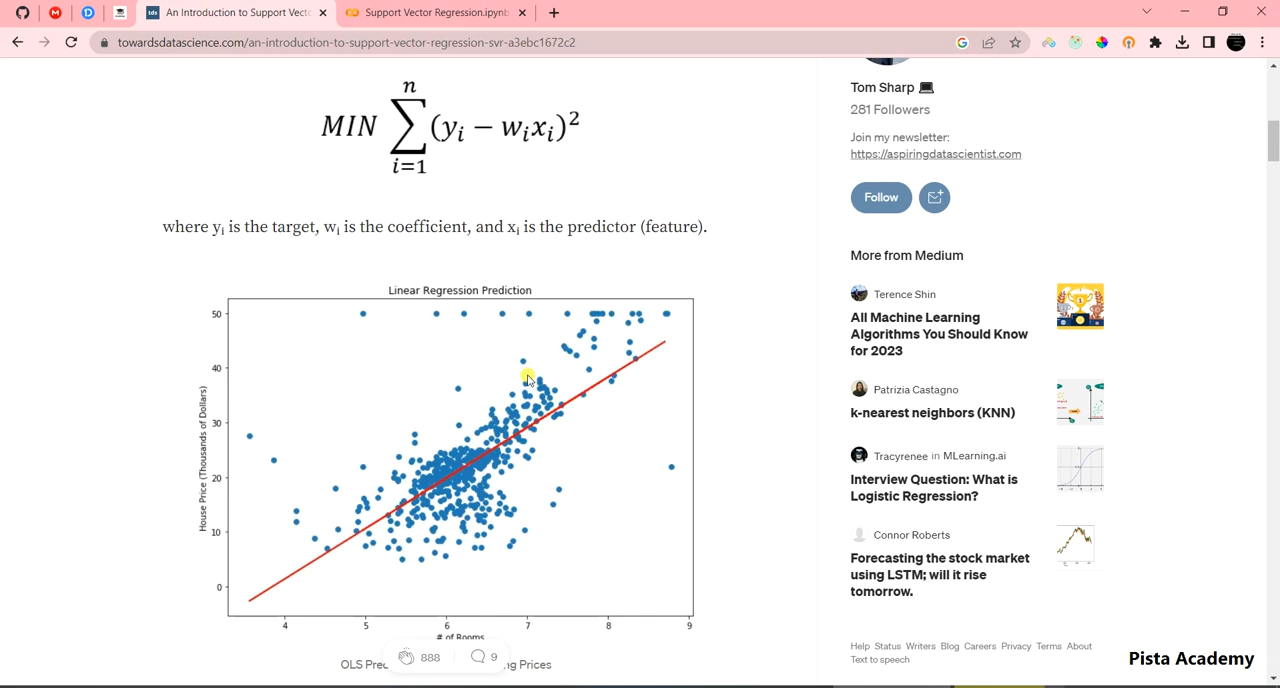 An Introduction to Support Vecto
Support Vector Regression.ipynb
towardsdatascience.com/an-introduction-to-support-vector-regression-svr-a3ebc1672c2
MIN ∑ⁿᵢ₌₁ (yᵢ − wᵢxᵢ)²
where yᵢ is the target, wᵢ is the coefficient, and xᵢ is the predictor (feature).
Linear Regression Prediction
House Price (Thousands of Dollars)
50
40
30
20
10
0
4 5 6 7 8 9
# of Rooms
OLS Pred
ng Prices
888
9
Tom Sharp
281 Followers
Join my newsletter:
https://aspiringdatascientist.com
Follow
More from Medium
Terence Shin
All Machine Learning
Algorithms You Should Know
for 2023
Patrizia Castagno
k-nearest neighbors (KNN)
Tracyrenee in MLearning.ai
Interview Question: What is
Logistic Regression?
Connor Roberts
Forecasting the stock market
using LSTM; will it rise
tomorrow.
Help Status Writers Blog Careers Privacy Terms About
Text to speech
Pista Academy